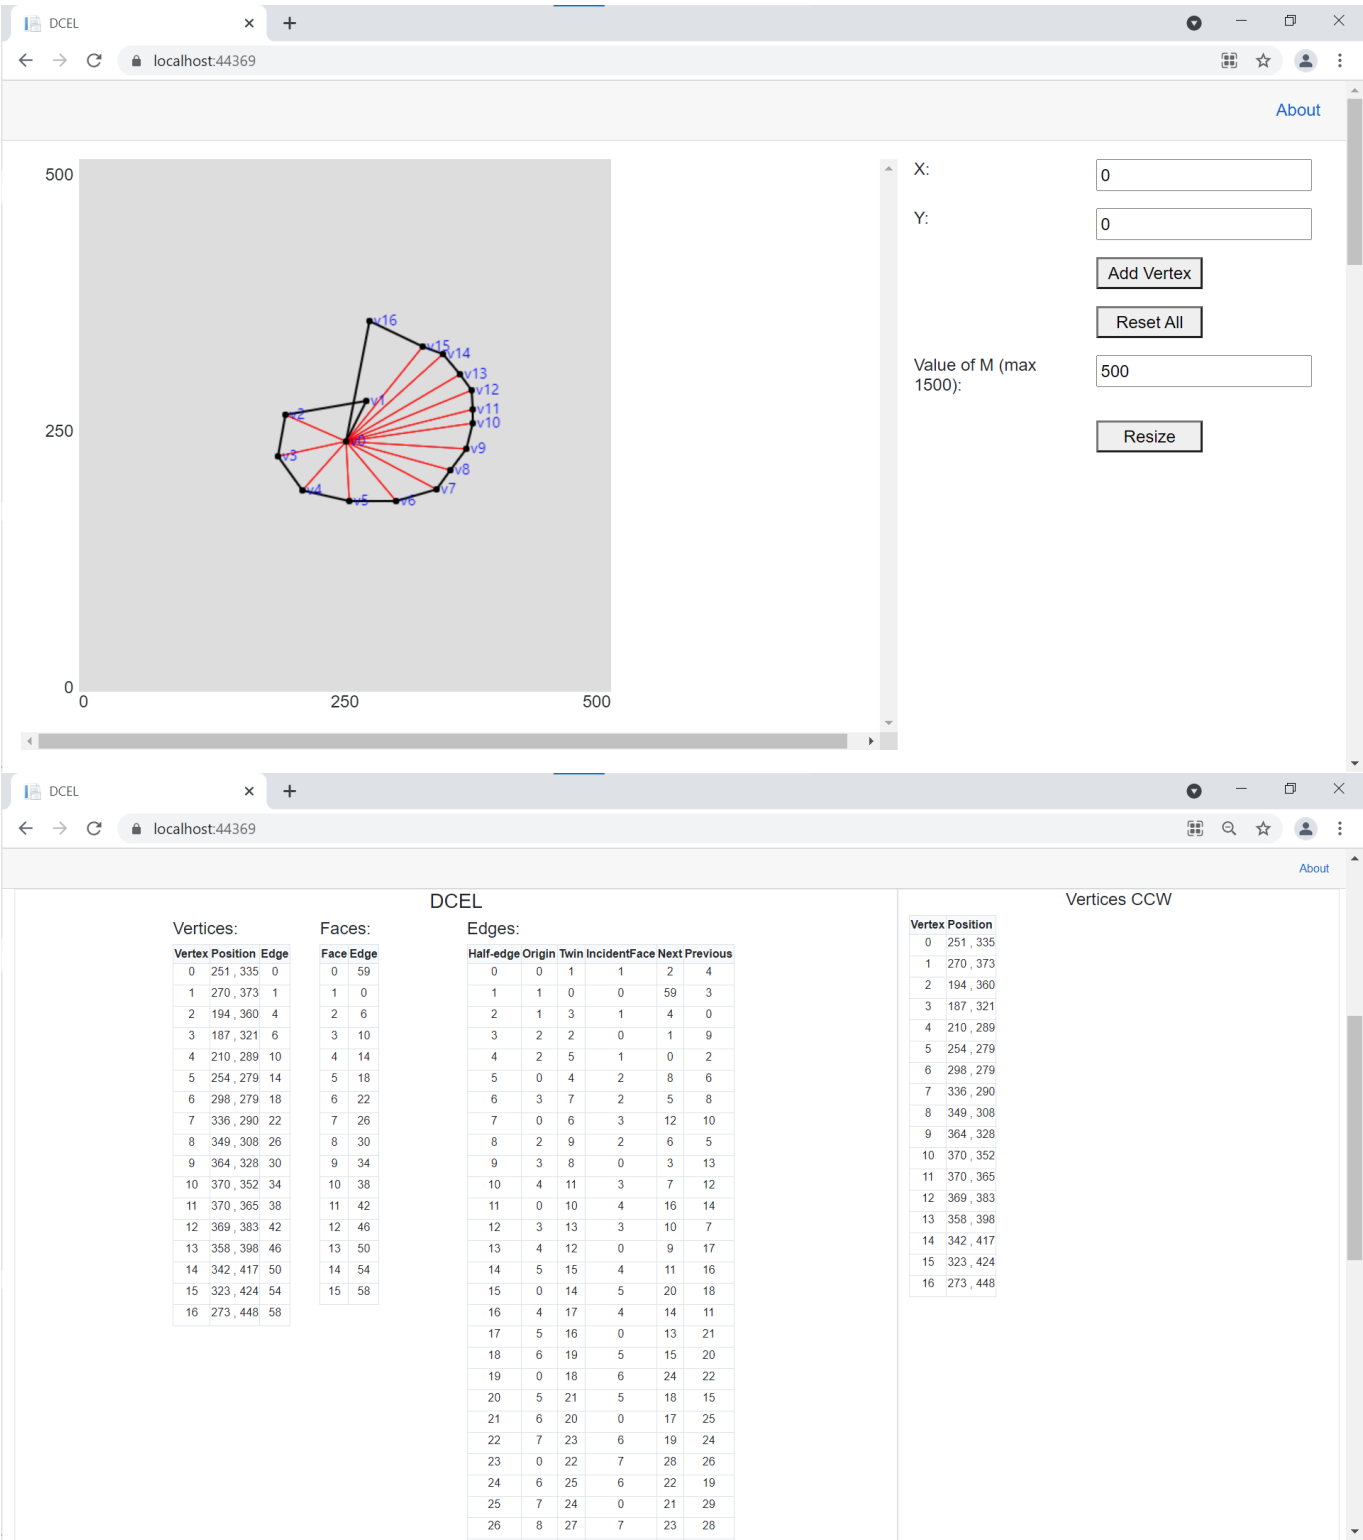 DCEL
localhost:44369
About
500
250
0
0
250
500
v16
v15
v14
v13
v12
v11
v10
v9
v8
v7
v6
v5
v4
v3
v2
v1
v0
X:
0
Y:
0
Add Vertex
Reset All
Value of M (max
1500):
500
Resize
DCEL
localhost:44369
About
DCEL
Vertices:
Vertex Position Edge
0 251 , 335 0
1 270 , 373 1
2 194 , 360 4
3 187 , 321 6
4 210 , 289 10
5 254 , 279 14
6 298 , 279 18
7 336 , 290 22
8 349 , 308 26
9 364 , 328 30
10 370 , 352 34
11 370 , 365 38
12 369 , 383 42
13 358 , 398 46
14 342 , 417 50
15 323 , 424 54
16 273 , 448 58
Faces:
Face Edge
0 59
1 0
2 6
3 10
4 14
5 18
6 22
7 26
8 30
9 34
10 38
11 42
12 46
13 50
14 54
15 58
Edges:
Half-edge Origin Twin IncidentFace Next Previous
0 0 1 1 2 4
1 1 0 0 59 3
2 1 3 1 4 0
3 2 2 0 1 9
4 2 5 1 0 2
5 0 4 2 8 6
6 3 7 2 5 8
7 0 6 3 12 10
8 2 9 2 6 5
9 3 8 0 3 13
10 4 11 3 7 12
11 0 10 4 16 14
12 3 13 3 10 7
13 4 12 0 9 17
14 5 15 4 11 16
15 0 14 5 20 18
16 4 17 4 14 11
17 5 16 0 13 21
18 6 19 5 15 20
19 0 18 6 24 22
20 5 21 5 18 15
21 6 20 0 17 25
22 7 23 6 19 24
23 0 22 7 28 26
24 6 25 6 22 19
25 7 24 0 21 29
26 8 27 7 23 28
Vertices CCW
Vertex Position
0 251 , 335
1 270 , 373
2 194 , 360
3 187 , 321
4 210 , 289
5 254 , 279
6 298 , 279
7 336 , 290
8 349 , 308
9 364 , 328
10 370 , 352
11 370 , 365
12 369 , 383
13 358 , 398
14 342 , 417
15 323 , 424
16 273 , 448